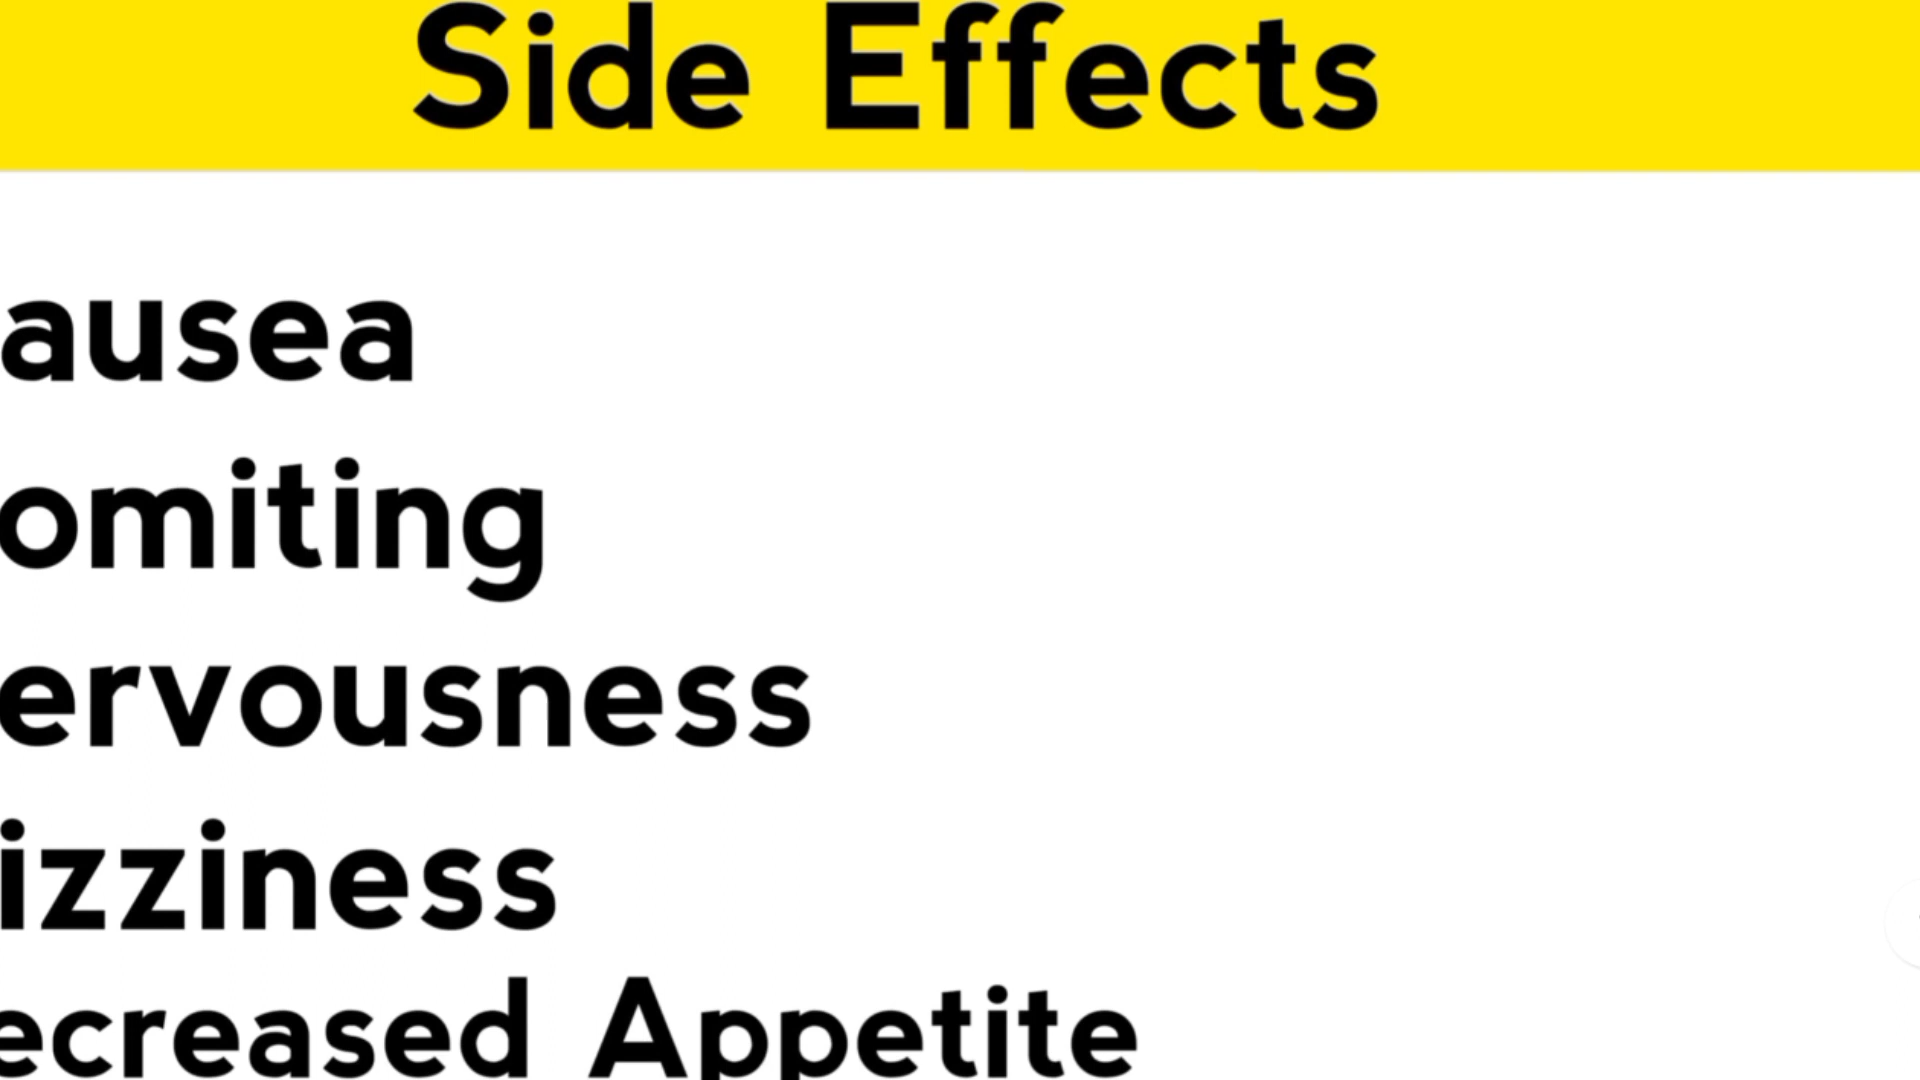 Side Effects
ausea
omiting
ervousness
izziness
ecreased Appetite